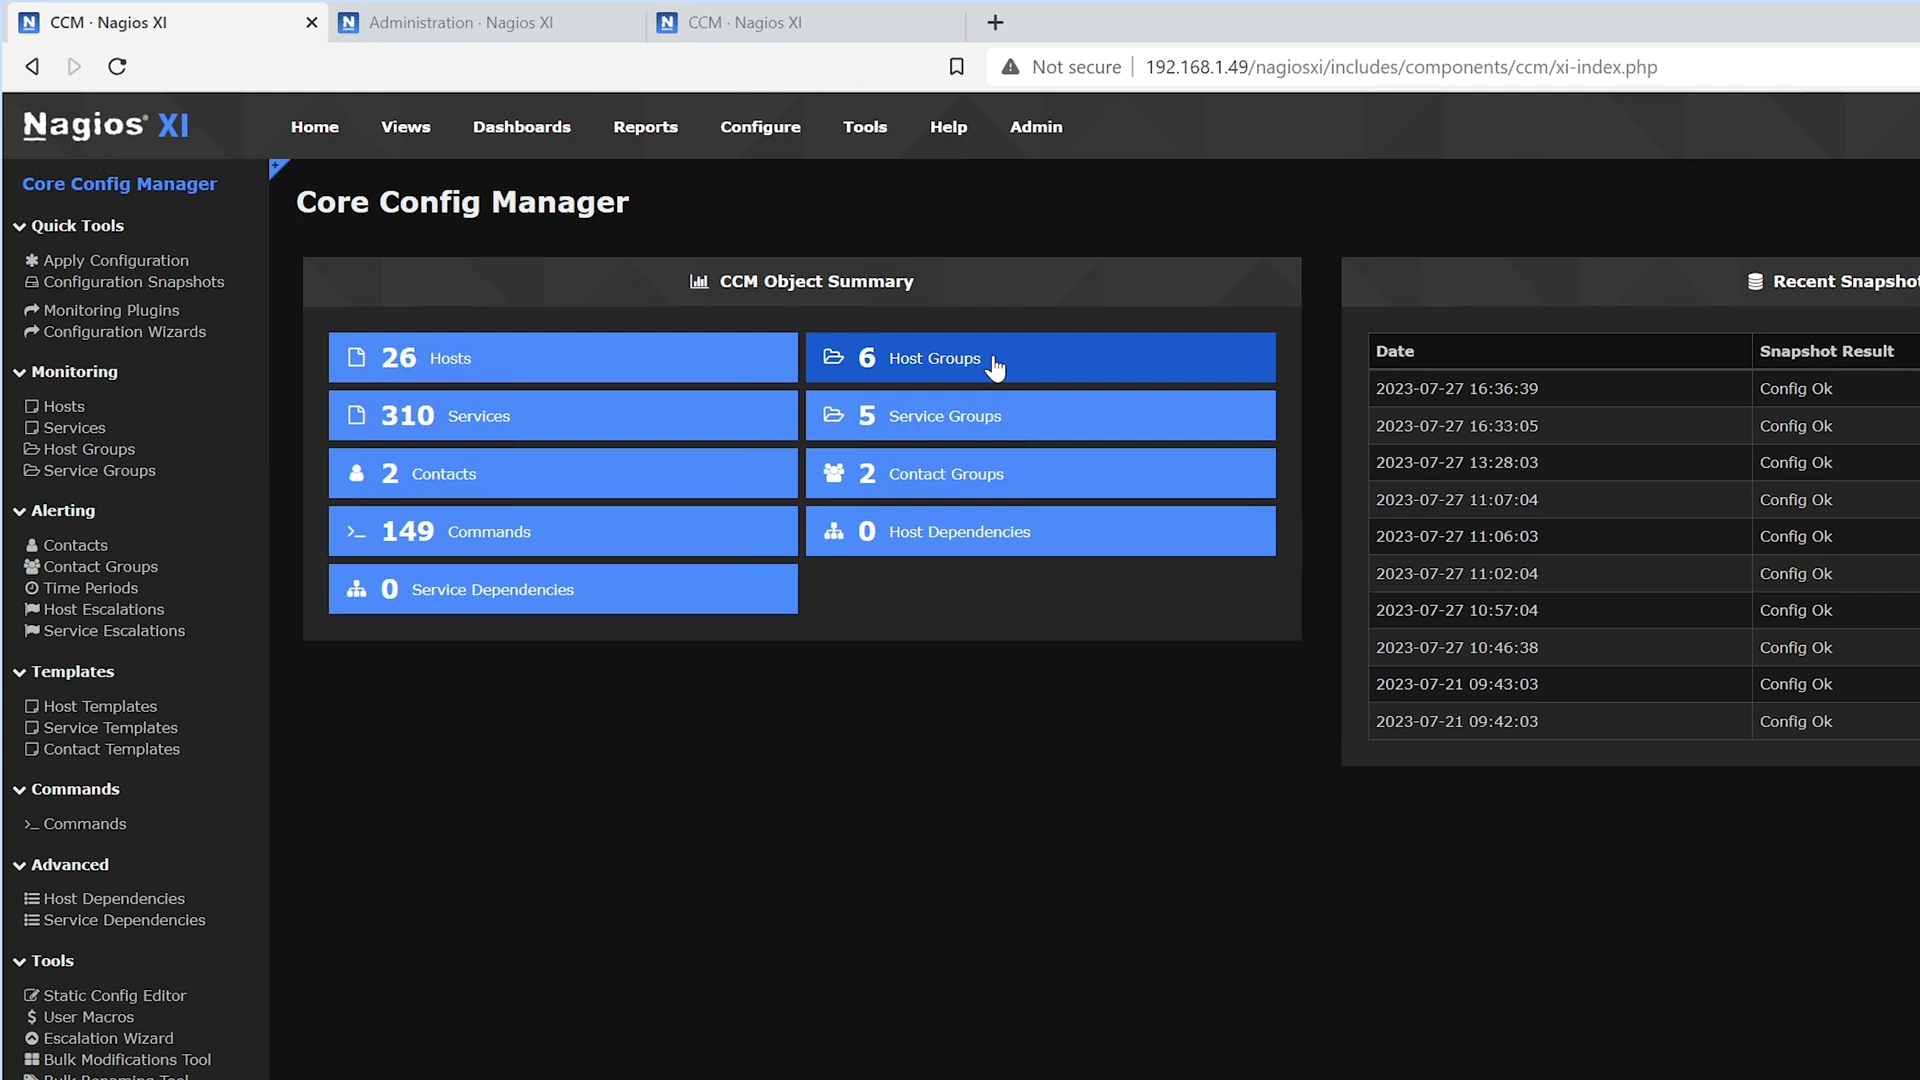 CCM · Nagios XI
Administration · Nagios XI
CCM · Nagios XI
Not secure
192.168.1.49/nagiosxi/includes/components/ccm/xi-index.php
Nagios® XI
Home
Views
Dashboards
Reports
Configure
Tools
Help
Admin
Core Config Manager
Quick Tools
Apply Configuration
Configuration Snapshots
Monitoring Plugins
Configuration Wizards
Monitoring
Hosts
Services
Host Groups
Service Groups
Alerting
Contacts
Contact Groups
Time Periods
Host Escalations
Service Escalations
Templates
Host Templates
Service Templates
Contact Templates
Commands
>_ Commands
Advanced
Host Dependencies
Service Dependencies
Tools
Static Config Editor
$ User Macros
Escalation Wizard
Bulk Modifications Tool
Bulk Renaming Tool
Core Config Manager
CCM Object Summary
26 Hosts
6 Host Groups
310 Services
5 Service Groups
2 Contacts
2 Contact Groups
>_ 149 Commands
0 Host Dependencies
0 Service Dependencies
Recent Snapshot
Date
Snapshot Result
2023-07-27 16:36:39
Config Ok
2023-07-27 16:33:05
Config Ok
2023-07-27 13:28:03
Config Ok
2023-07-27 11:07:04
Config Ok
2023-07-27 11:06:03
Config Ok
2023-07-27 11:02:04
Config Ok
2023-07-27 10:57:04
Config Ok
2023-07-27 10:46:38
Config Ok
2023-07-21 09:43:03
Config Ok
2023-07-21 09:42:03
Config Ok